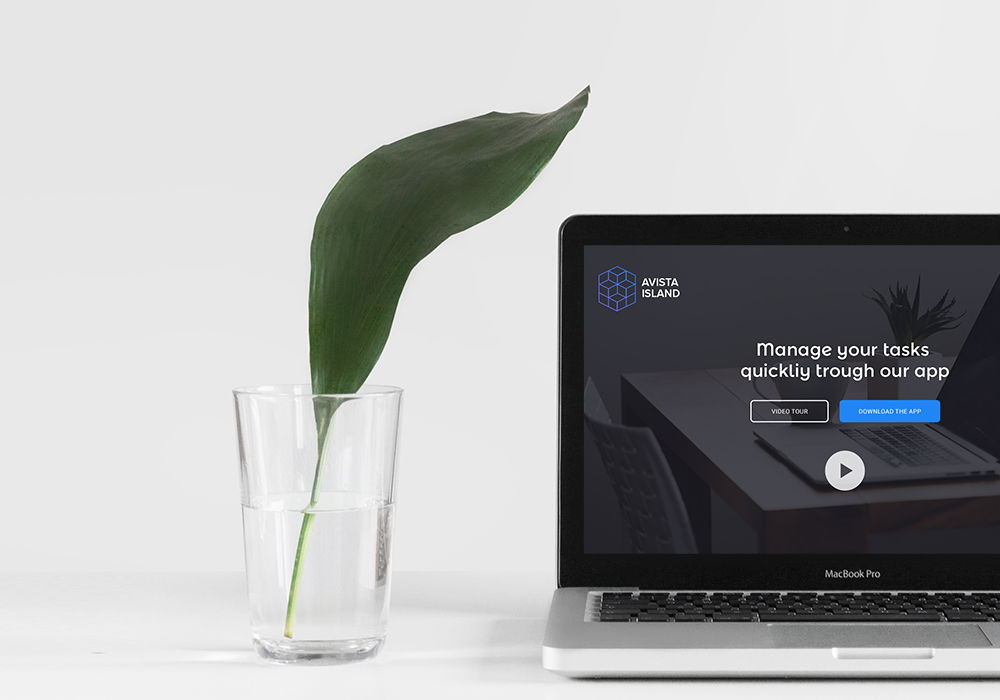 AVISTA
ISLAND
Manage your tasks
quickliy trough our app
VIDEO TOUR
DOWNLOAD THE APP
MacBook Pro